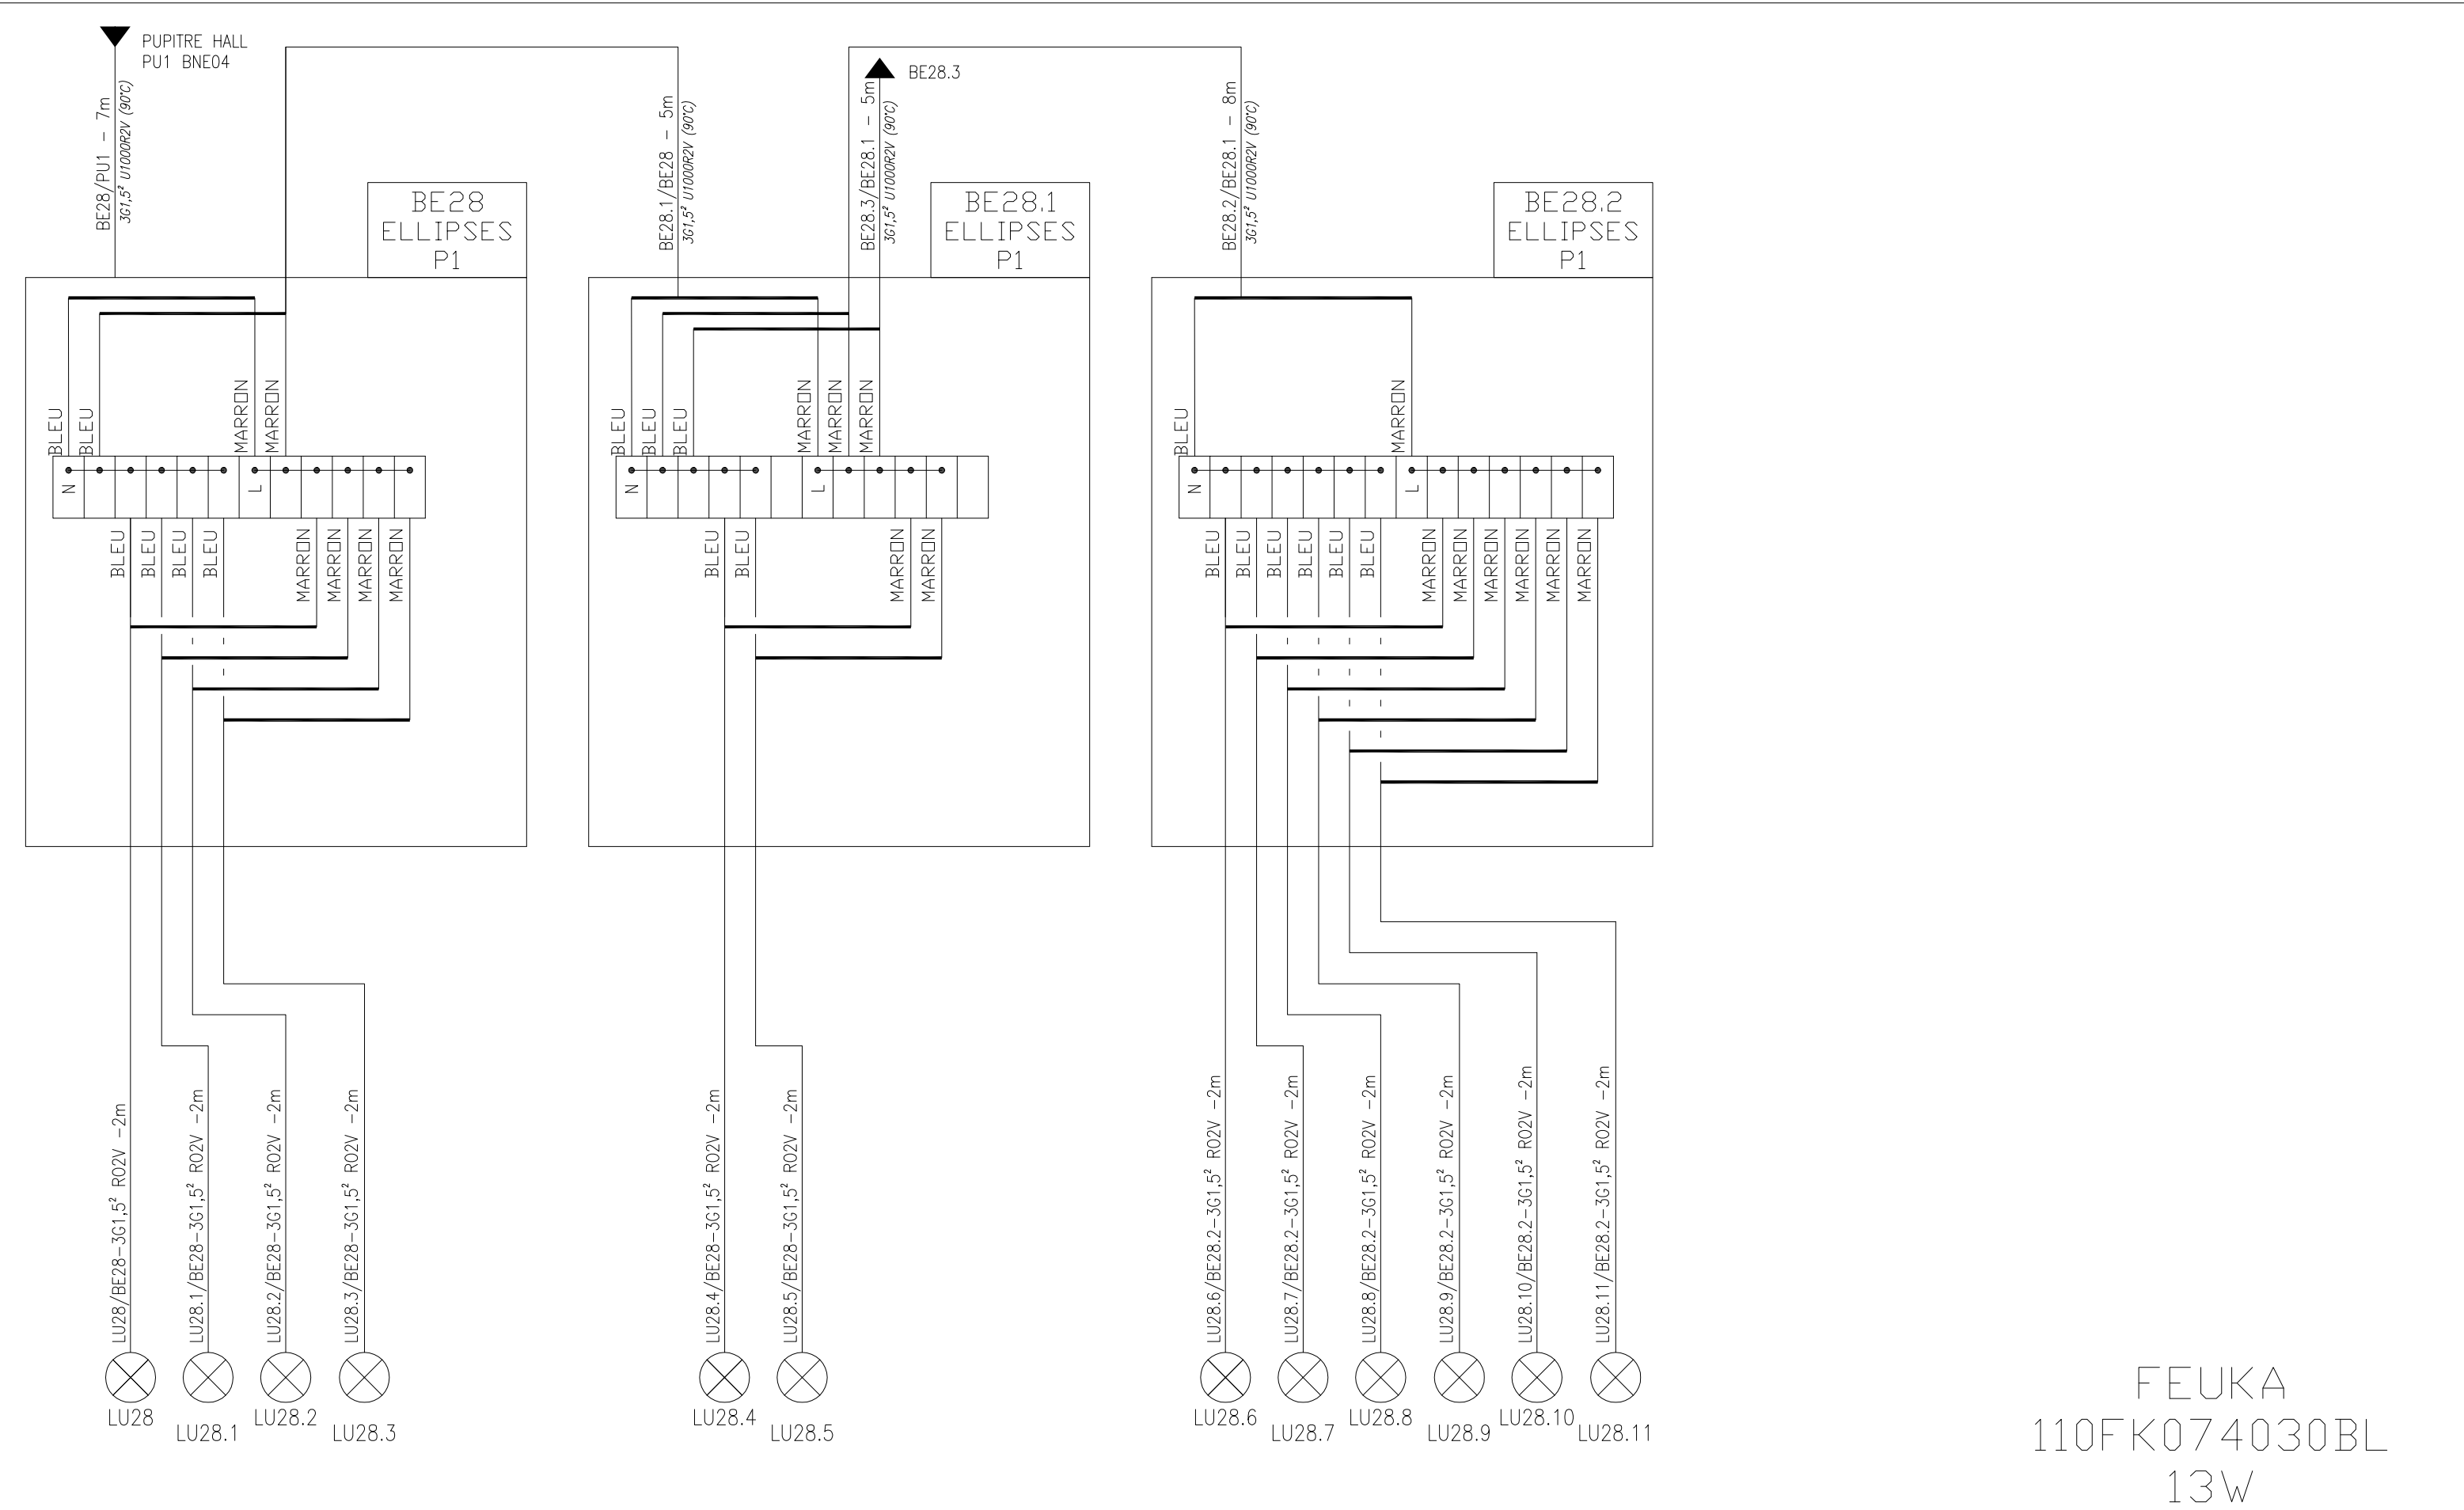 PUPITRE HALL
PU1 BNE04
BE28/PU1 - 7m
3G1,5² U1000R2V (90°C)
BE28
ELLIPSES
P1
BLEU
BLEU
MARRON
MARRON
N
L
BLEU
BLEU
BLEU
BLEU
MARRON
MARRON
MARRON
MARRON
LU28/BE28-3G1,5² R02V -2m
LU28.1/BE28-3G1,5² R02V -2m
LU28.2/BE28-3G1,5² R02V -2m
LU28.3/BE28-3G1,5² R02V -2m
LU28
LU28.1
LU28.2
LU28.3
BE28.1/BE28 - 5m
3G1,5² U1000R2V (90°C)
BE28.3
BE28.3/BE28.1 - 5m
3G1,5² U1000R2V (90°C)
BE28.1
ELLIPSES
P1
BLEU
BLEU
BLEU
MARRON
MARRON
MARRON
N
L
BLEU
BLEU
MARRON
MARRON
LU28.4/BE28-3G1,5² R02V -2m
LU28.5/BE28-3G1,5² R02V -2m
LU28.4
LU28.5
BE28.2/BE28.1 - 8m
3G1,5² U1000R2V (90°C)
BE28.2
ELLIPSES
P1
BLEU
MARRON
N
L
BLEU
BLEU
BLEU
BLEU
BLEU
BLEU
MARRON
MARRON
MARRON
MARRON
MARRON
MARRON
LU28.6/BE28.2-3G1,5² R02V -2m
LU28.7/BE28.2-3G1,5² R02V -2m
LU28.8/BE28.2-3G1,5² R02V -2m
LU28.9/BE28.2-3G1,5² R02V -2m
LU28.10/BE28.2-3G1,5² R02V -2m
LU28.11/BE28.2-3G1,5² R02V -2m
LU28.6
LU28.7
LU28.8
LU28.9
LU28.10
LU28.11
FEUKA
110FK074030BL
13W